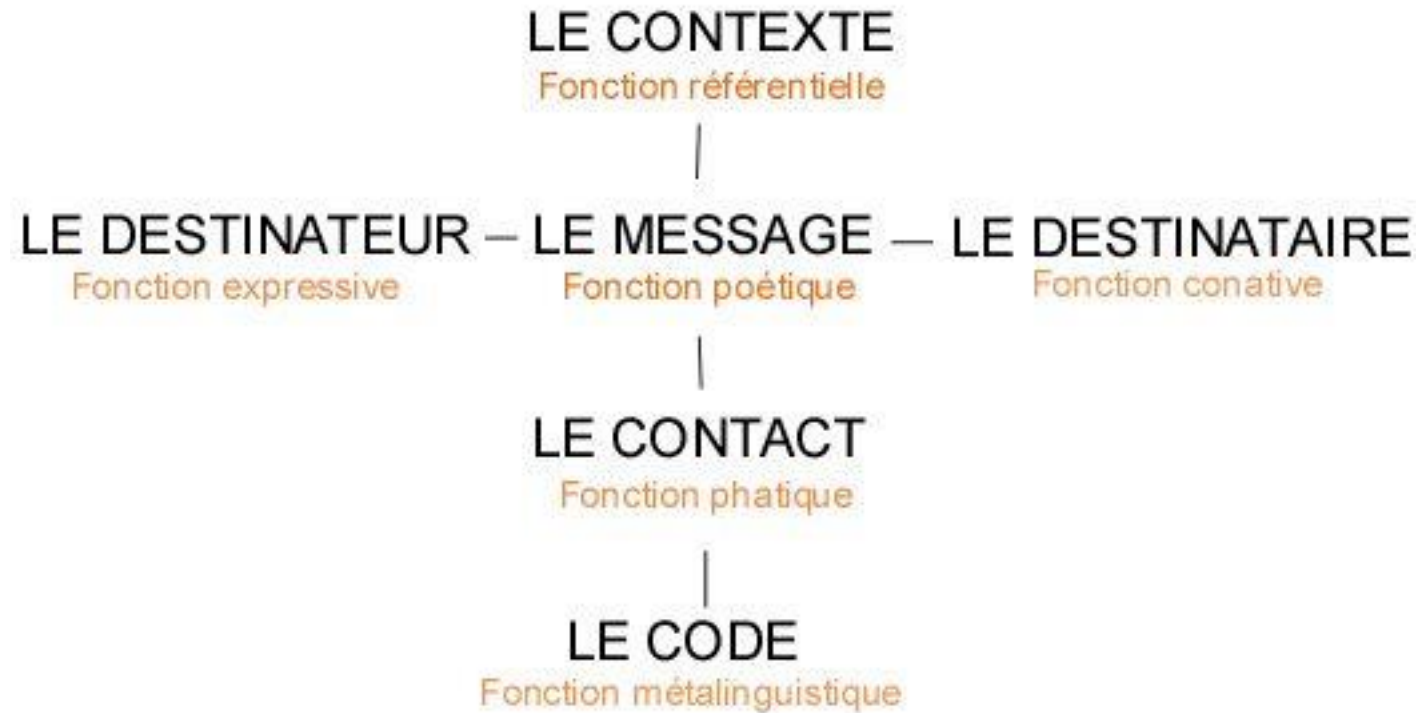 LE CONTEXTE
Fonction référentielle
LE DESTINATEUR – LE MESSAGE – LE DESTINATAIRE
Fonction expressive Fonction poétique Fonction conative
LE CONTACT
Fonction phatique
LE CODE
Fonction métalinguistique